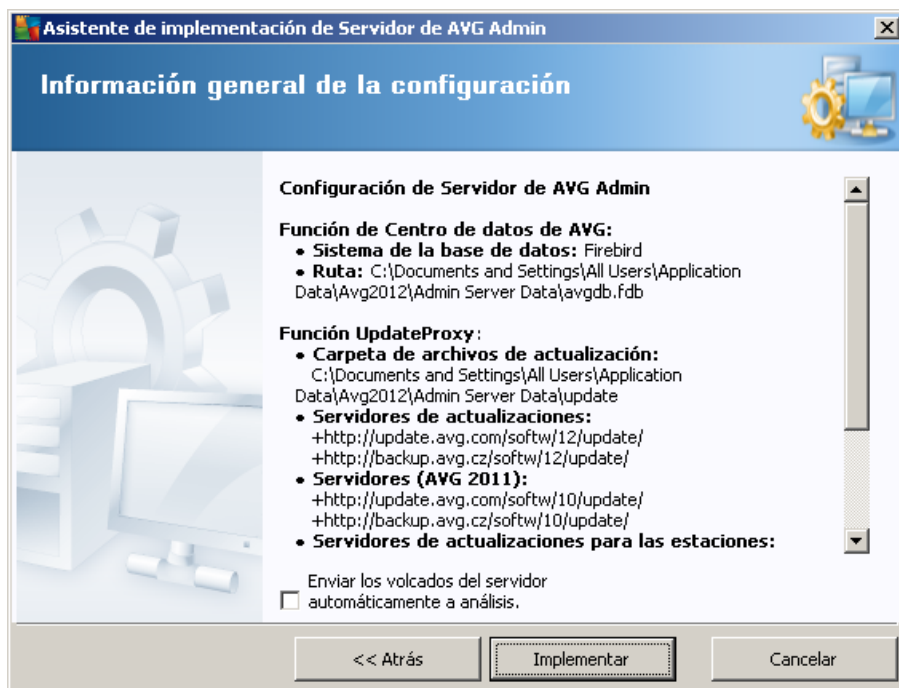 Asistente de implementación de Servidor de AVG Admin
Información general de la configuración
Configuración de Servidor de AVG Admin
Función de Centro de datos de AVG:
• Sistema de la base de datos: Firebird
• Ruta: C:\Documents and Settings\All Users\Application
Data\Avg2012\Admin Server Data\avgdb.fdb
Función UpdateProxy:
• Carpeta de archivos de actualización:
C:\Documents and Settings\All Users\Application
Data\Avg2012\Admin Server Data\update
• Servidores de actualizaciones:
+http://update.avg.com/softw/12/update/
+http://backup.avg.cz/softw/12/update/
• Servidores (AVG 2011):
+http://update.avg.com/softw/10/update/
+http://backup.avg.cz/softw/10/update/
• Servidores de actualizaciones para las estaciones:
Enviar los volcados del servidor
automáticamente a análisis.
<< Atrás
Implementar
Cancelar